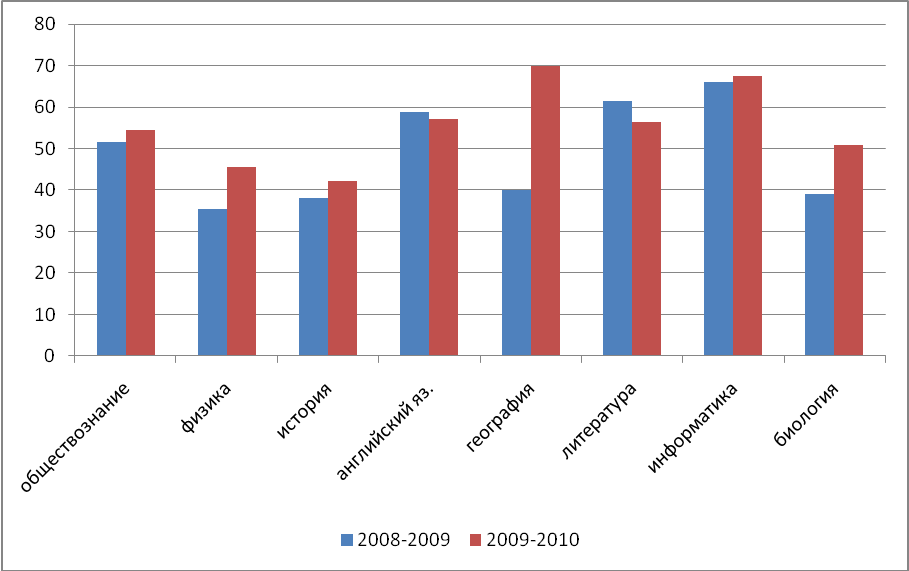 80
70
60
50
40
30
20
10
0
обществознание
физика
история
английский яз.
география
литература
информатика
биология
2008-2009 2009-2010